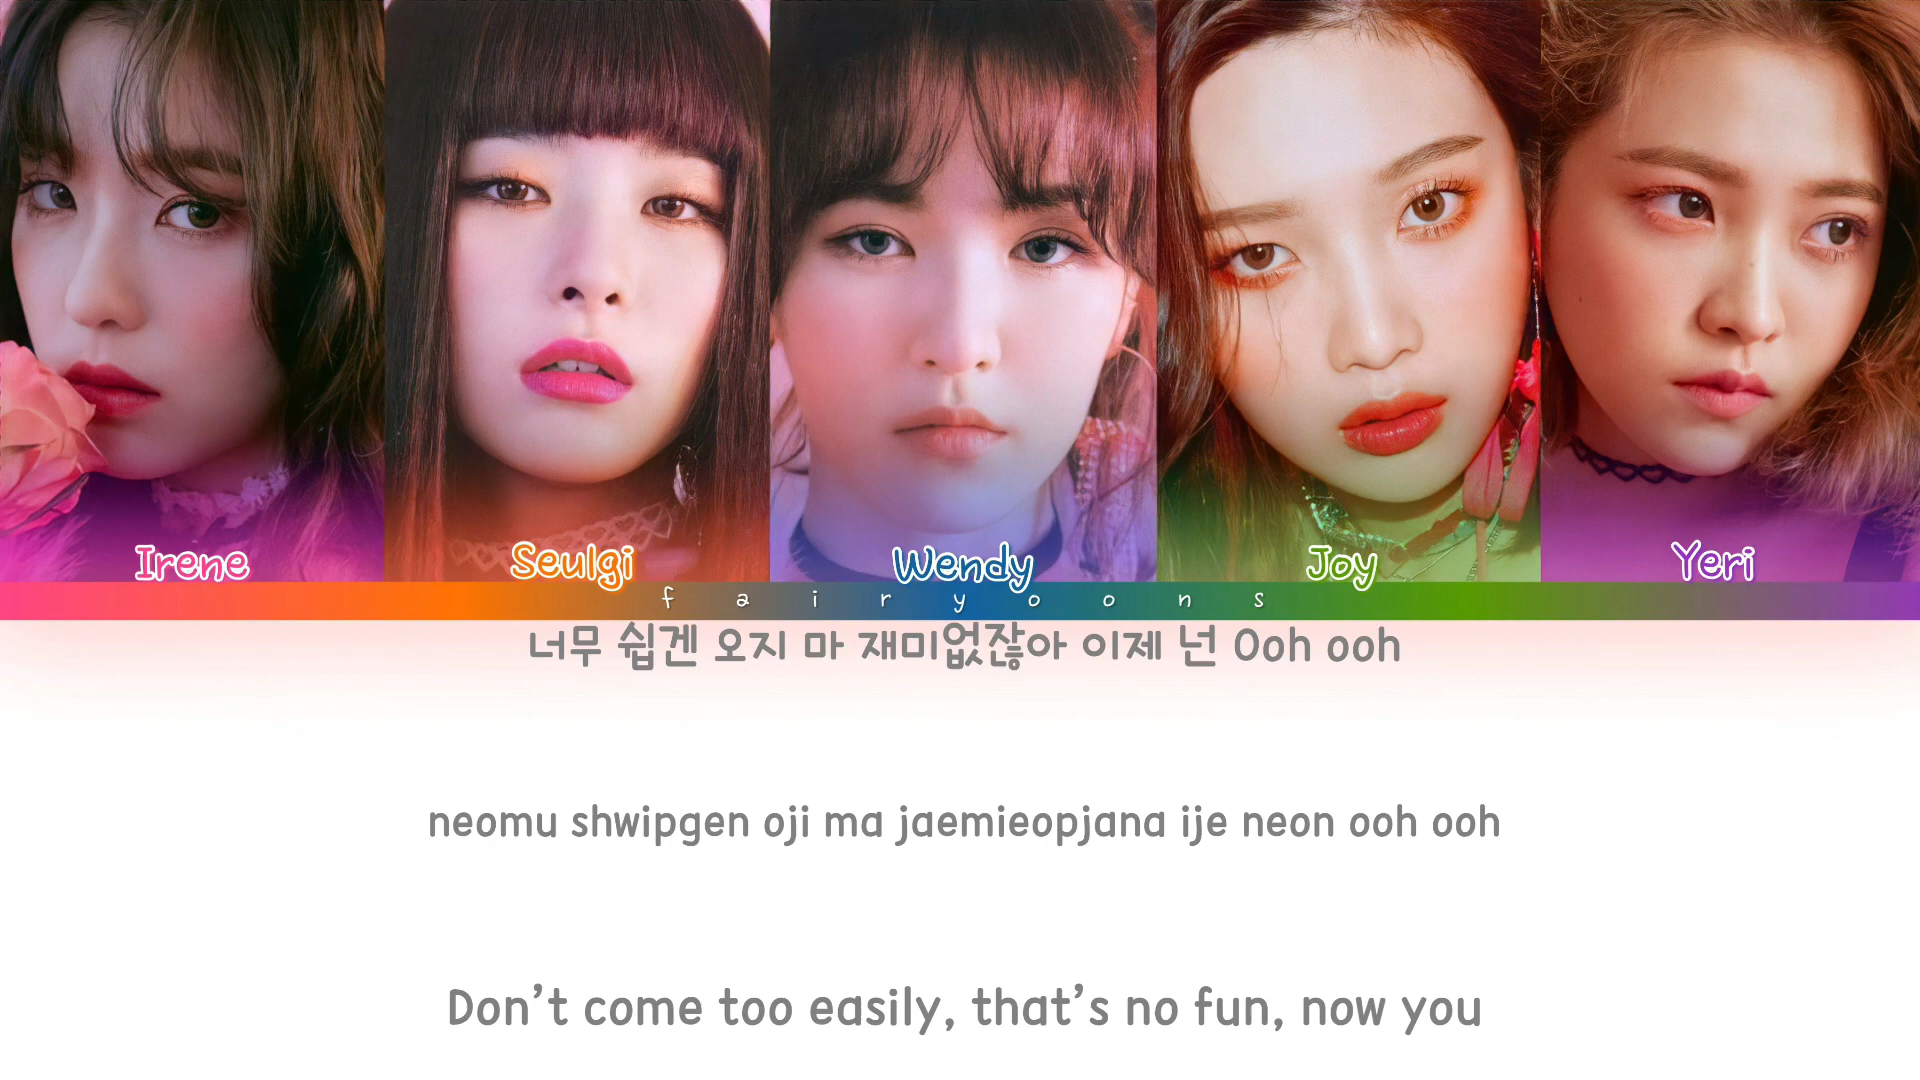 Irene Seulgi Wendy Joy Yeri
fairyoons
너무 쉽겐 오지 마 재미없잖아 이제 넌 Ooh ooh
neomu shwipgen oji ma jaemieopjana ije neon ooh ooh
Don't come too easily, that's no fun, now you